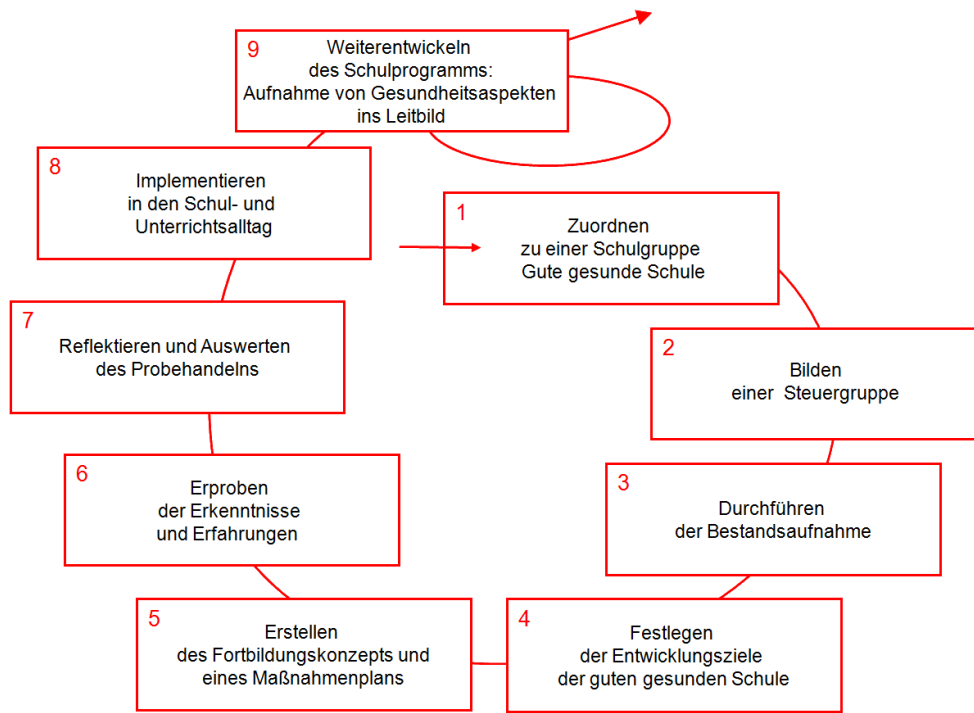 1
Zuordnen
zu einer Schulgruppe
Gute gesunde Schule
2
Bilden
einer Steuergruppe
3
Durchführen
der Bestandsaufnahme
4
Festlegen
der Entwicklungsziele
der guten gesunden Schule
5
Erstellen
des Fortbildungskonzepts und
eines Maßnahmenplans
6
Erproben
der Erkenntnisse
und Erfahrungen
7
Reflektieren und Auswerten
des Probehandelns
8
Implementieren
in den Schul- und
Unterrichtsalltag
9
Weiterentwickeln
des Schulprogramms:
Aufnahme von Gesundheitsaspekten
ins Leitbild